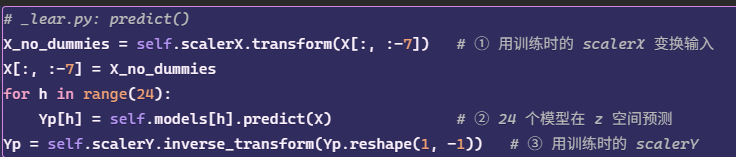 # _lear.py: predict()
X_no_dummies = self.scalerX.transform(X[:, :-7])   # ① 用训练时的 scalerX 变换输入
X[:, :-7] = X_no_dummies
for h in range(24):
    Yp[h] = self.models[h].predict(X)              # ② 24 个模型在 z 空间预测
Yp = self.scalerY.inverse_transform(Yp.reshape(1, -1))   # ③ 用训练时的 scalerY